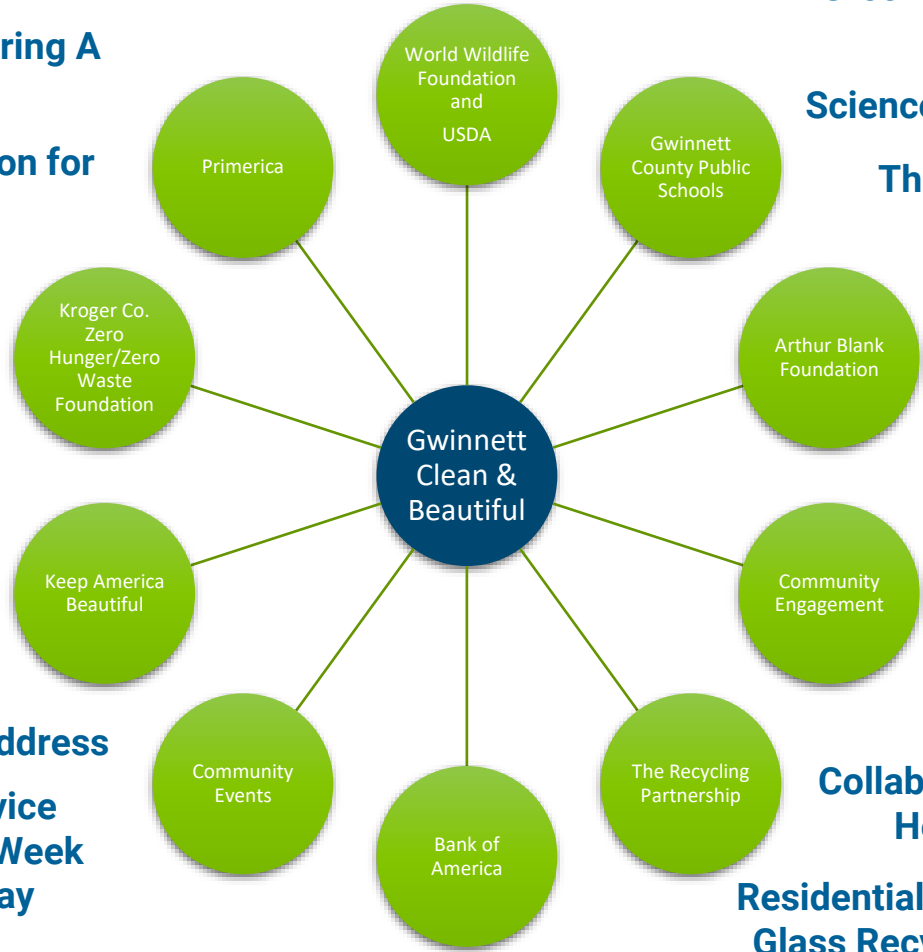 ring A
World Wildlife
Foundation
and
USDA
Science
on for
Primerica
Gwinnett
County Public
Schools
Th
Kroger Co.
Zero
Hunger/Zero
Waste
Foundation
Arthur Blank
Foundation
Gwinnett
Clean &
Beautiful
Keep America
Beautiful
Community
Engagement
ddress
vice
Week
ay
Community
Events
Bank of
America
The Recycling
Partnership
Collab
He
Residential
Glass Recy